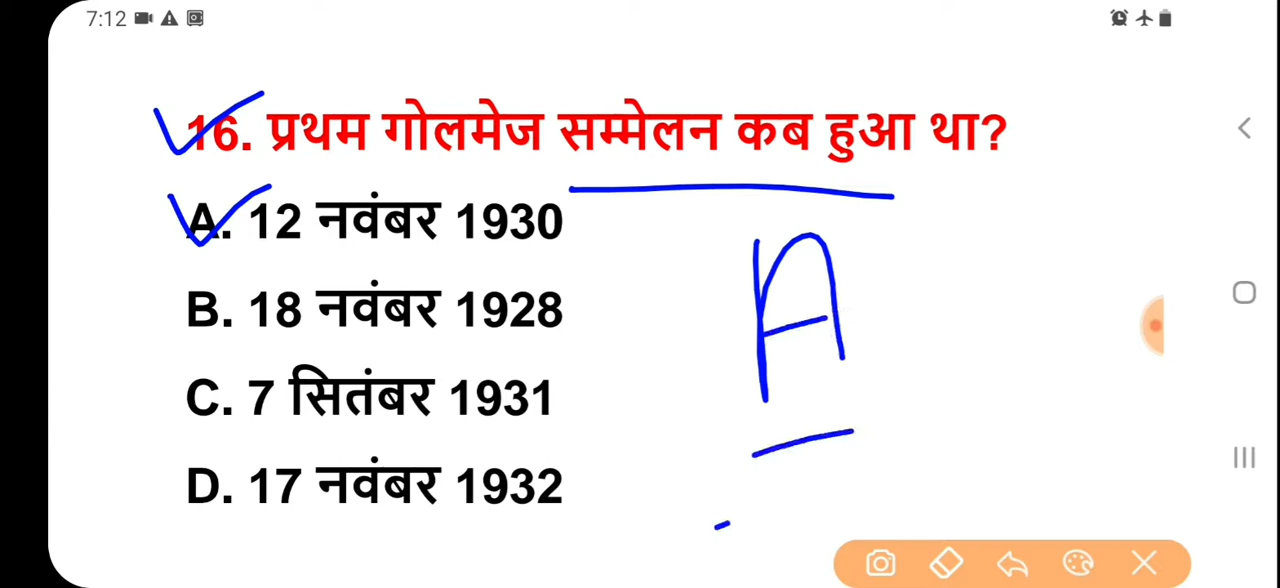 7:12
16. प्रथम गोलमेज सम्मेलन कब हुआ था?
A. 12 नवंबर 1930
B. 18 नवंबर 1928
C. 7 सितंबर 1931
D. 17 नवंबर 1932
A